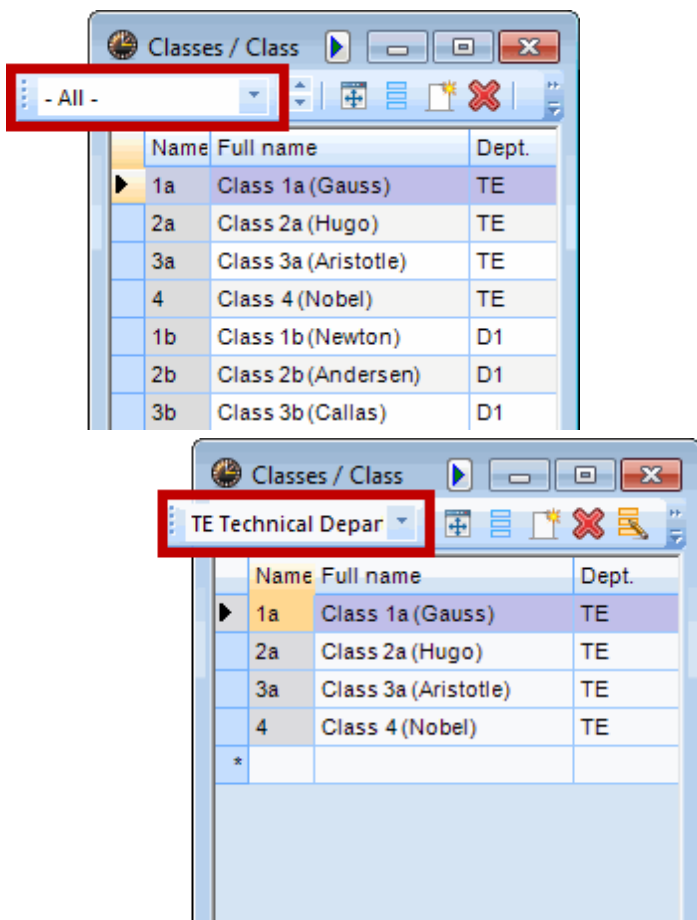 Classes / Class
- All -
Name Full name Dept.
1a Class 1a (Gauss) TE
2a Class 2a (Hugo) TE
3a Class 3a (Aristotle) TE
4 Class 4 (Nobel) TE
1b Class 1b (Newton) D1
2b Class 2b (Andersen) D1
3b Class 3b (Callas) D1
Classes / Class
TE Technical Depar
Name Full name Dept.
1a Class 1a (Gauss) TE
2a Class 2a (Hugo) TE
3a Class 3a (Aristotle) TE
4 Class 4 (Nobel) TE
*